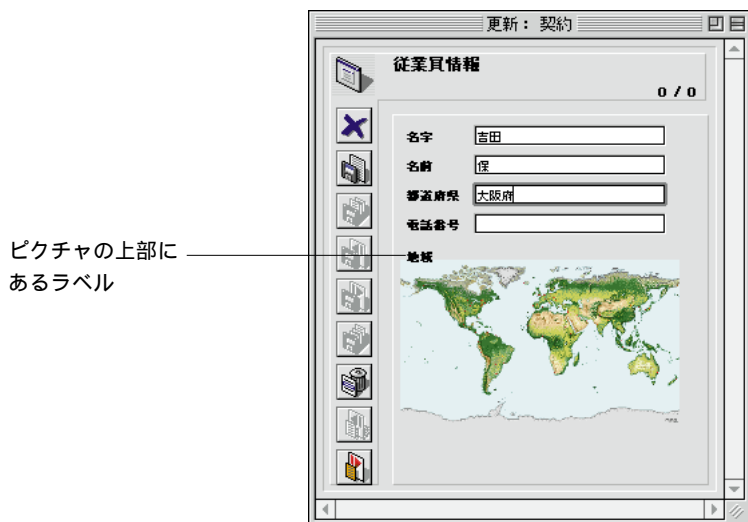 更新： 契約
従業員情報
0 / 0
名字 吉田
名前 保
都道府県 大阪府
電話番号
地域
ピクチャの上部に
あるラベル